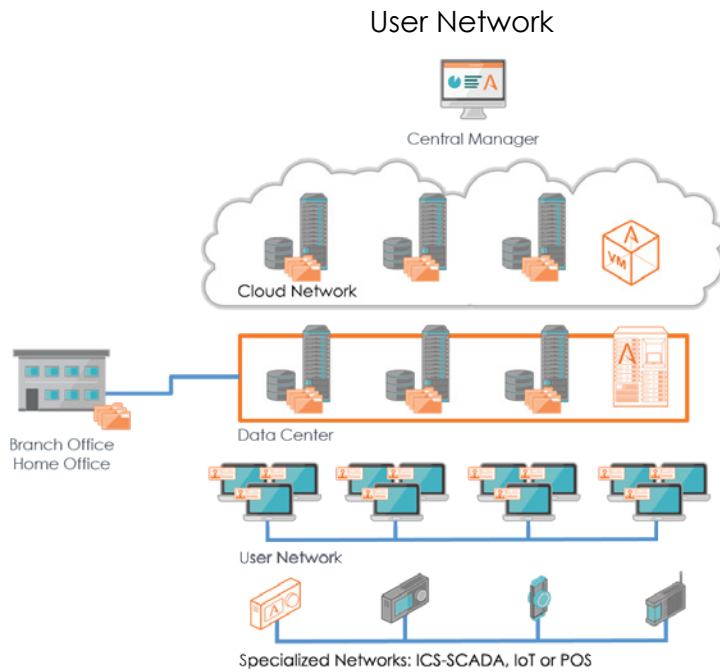 User Network
Central Manager
A
VM
Cloud Network
A
Branch Office
Home Office
Data Center
User Network
A
Specialized Networks: ICS-SCADA, IoT or POS